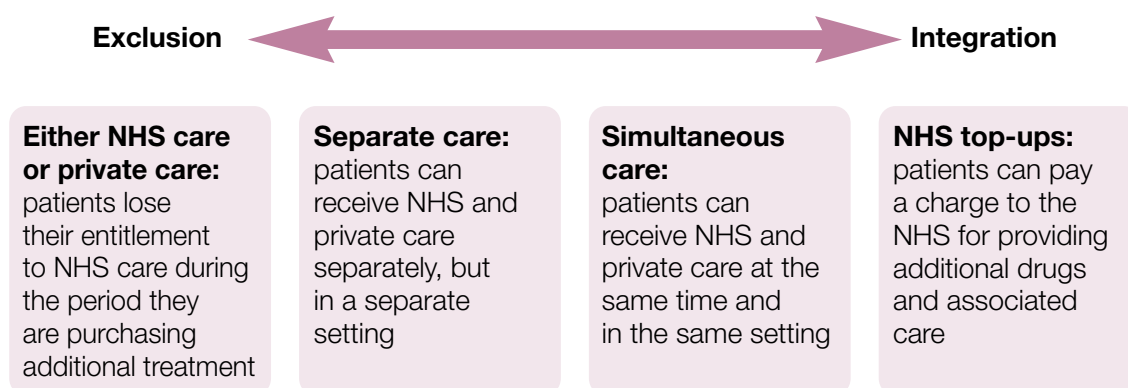 Exclusion
Integration
Either NHS care
or private care:
patients lose
their entitlement
to NHS care during
the period they
are purchasing
additional treatment
Separate care:
patients can
receive NHS and
private care
separately, but
in a separate
setting
Simultaneous
care:
patients can
receive NHS and
private care at the
same time and
in the same setting
NHS top-ups:
patients can pay
a charge to the
NHS for providing
additional drugs
and associated
care